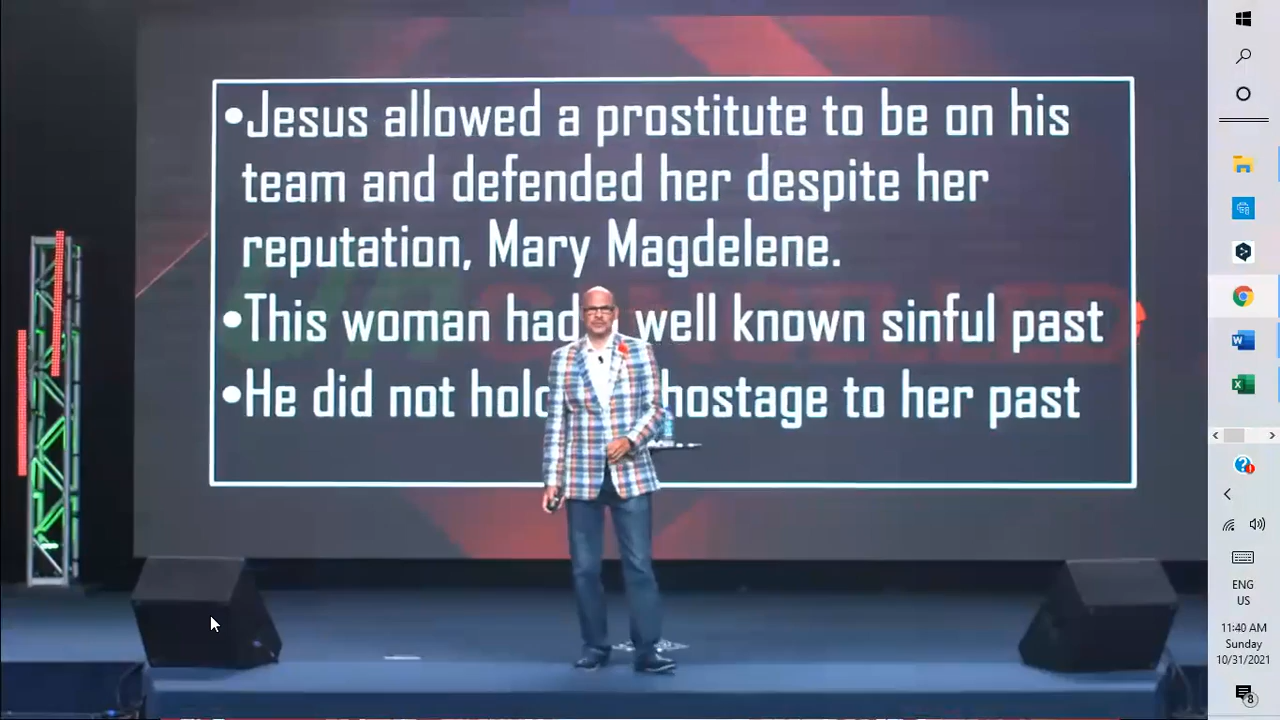 •Jesus allowed a prostitute to be on his
team and defended her despite her
reputation, Mary Magdelene.
•This woman had well known sinful past
•He did not hold hostage to her past
ENG
US
11:40 AM
Sunday
10/31/2021
8